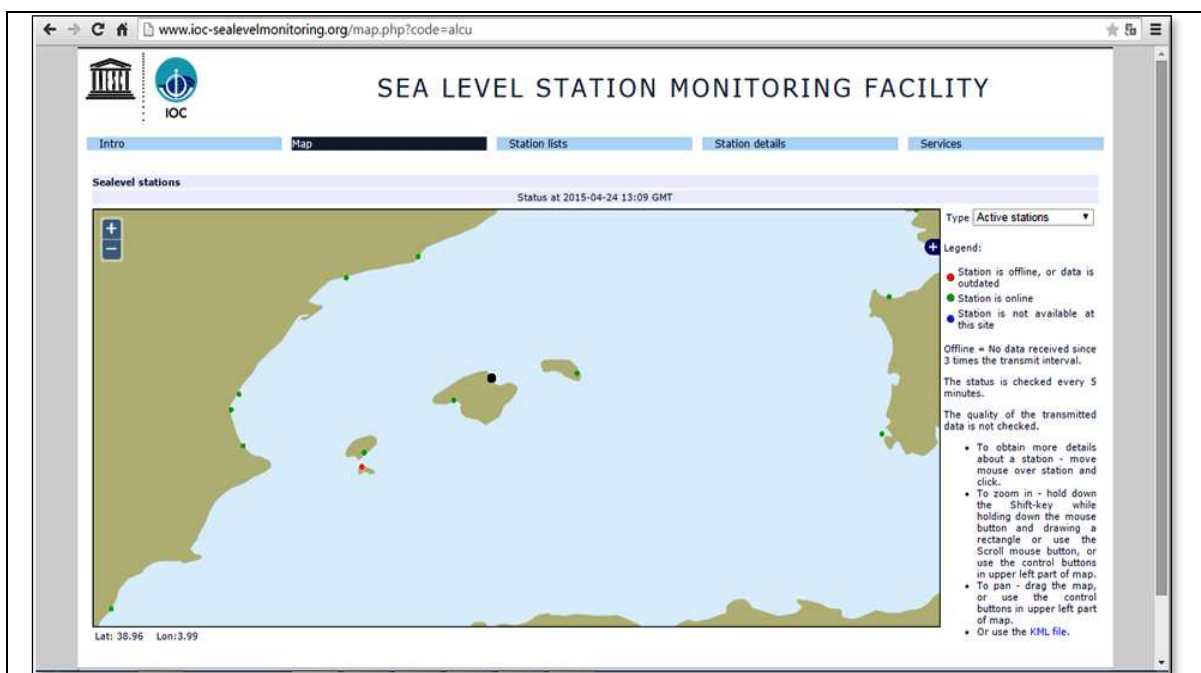 www.ioc-sealevelmonitoring.org/map.php?code=alcu
IOC
SEA LEVEL STATION MONITORING FACILITY
Intro Map Station lists Station details Services
Sealevel stations
Status at 2015-04-24 13:09 GMT
+
−
+
Type Active stations
Legend:
Station is offline, or data is
outdated
Station is online
Station is not available at
this site
Offline = No data received since
3 times the transmit interval.
The status is checked every 5
minutes.
The quality of the transmitted
data is not checked.
• To obtain more details
about a station - move
mouse over station and
click.
• To zoom in - hold down
the Shift-key while
holding down the mouse
button and drawing a
rectangle or use the
Scroll mouse button, or
use the control buttons
in upper left part of map.
• To pan - drag the map,
or use the control
buttons in upper left part
of map.
• Or use the KML file.
Lat: 38.96 Lon:3.99